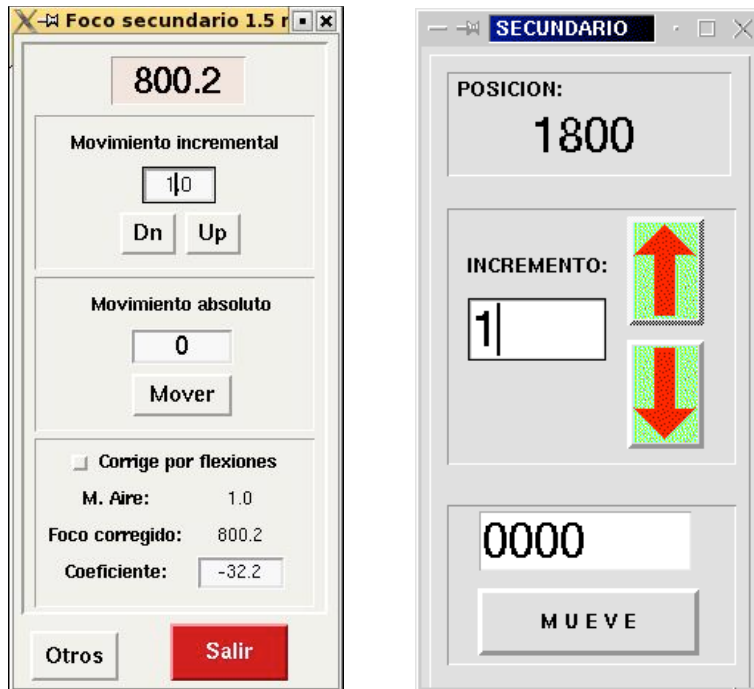 Foco secundario 1.5
800.2
Movimiento incremental
1.0
Dn Up
Movimiento absoluto
0
Mover
Corrige por flexiones
M. Aire: 1.0
Foco corregido: 800.2
Coeficiente: -32.2
Otros Salir
SECUNDARIO
POSICION:
1800
INCREMENTO:
1
0000
MUEVE